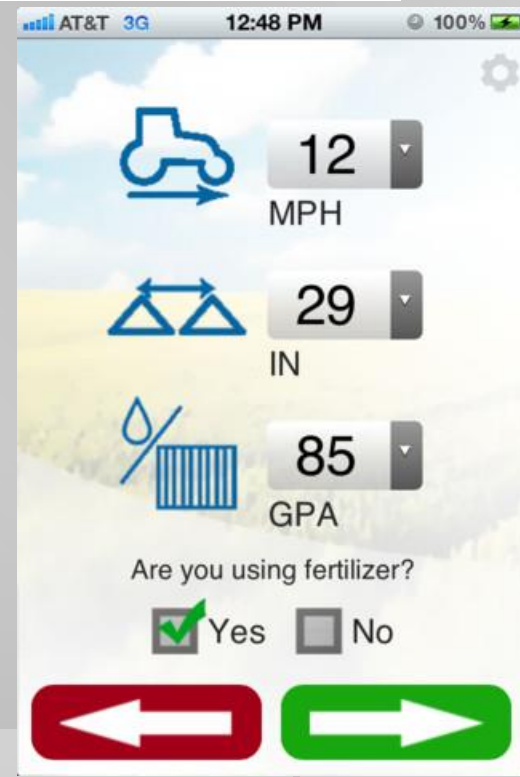 AT&T 3G 12:48 PM 100%
12
MPH
29
IN
85
GPA
Are you using fertilizer?
Yes No